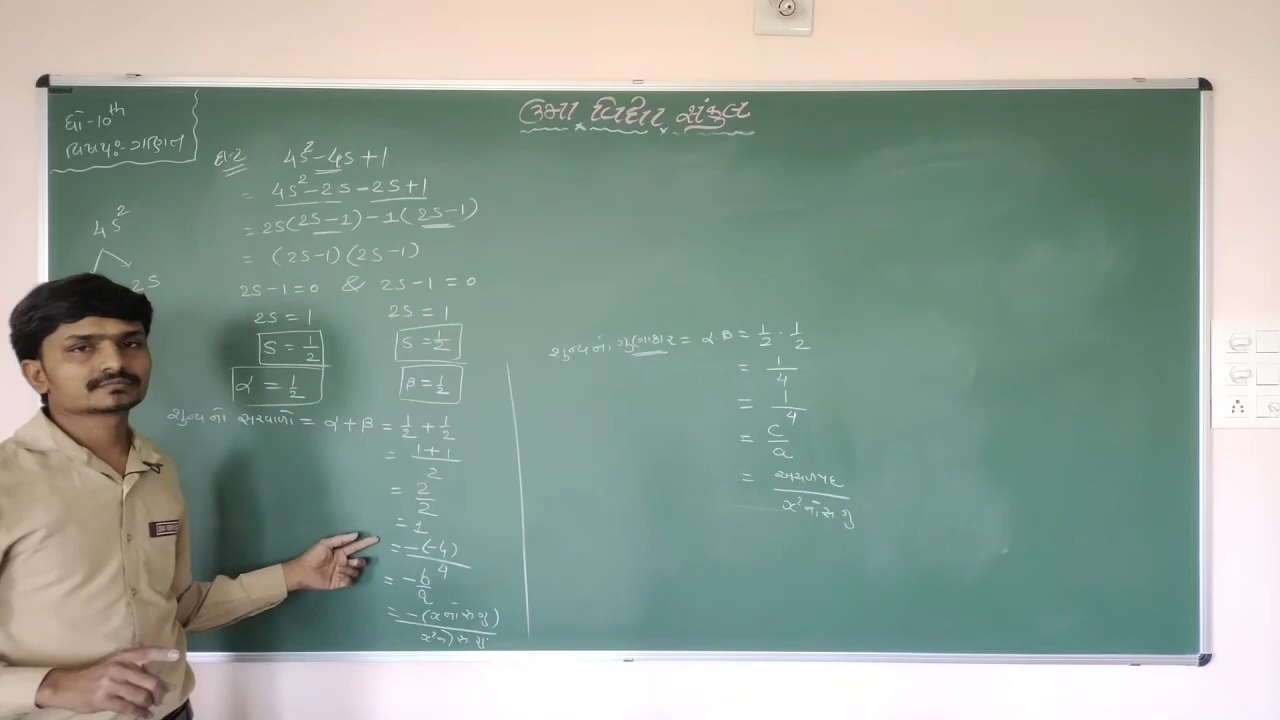 ઉમા વિદ્યા સંકુલ
ધો-10th
વિષય: ગણિત
દા-2 4s²-4s+1
= 4s²-2s-2s+1
= 2s(2s-1)-1(2s-1)
= (2s-1)(2s-1)
4s²
2s
2s-1=0 & 2s-1=0
2s=1 2s=1
s=1/2 s=1/2
α=1/2 β=1/2
શુન્યનો સરવાળો = α+β = 1/2+1/2
= 1+1/2
= 2/2
= 1
= -(-4)/4
= -b/a
= -(x નો સ ગુ)/x² નો સ ગુ
શુન્યનો ગુણાકાર = α.β = 1/2 · 1/2
= 1/4
= 1/4
= c/a
= અચળપદ/x² નો સ ગુ